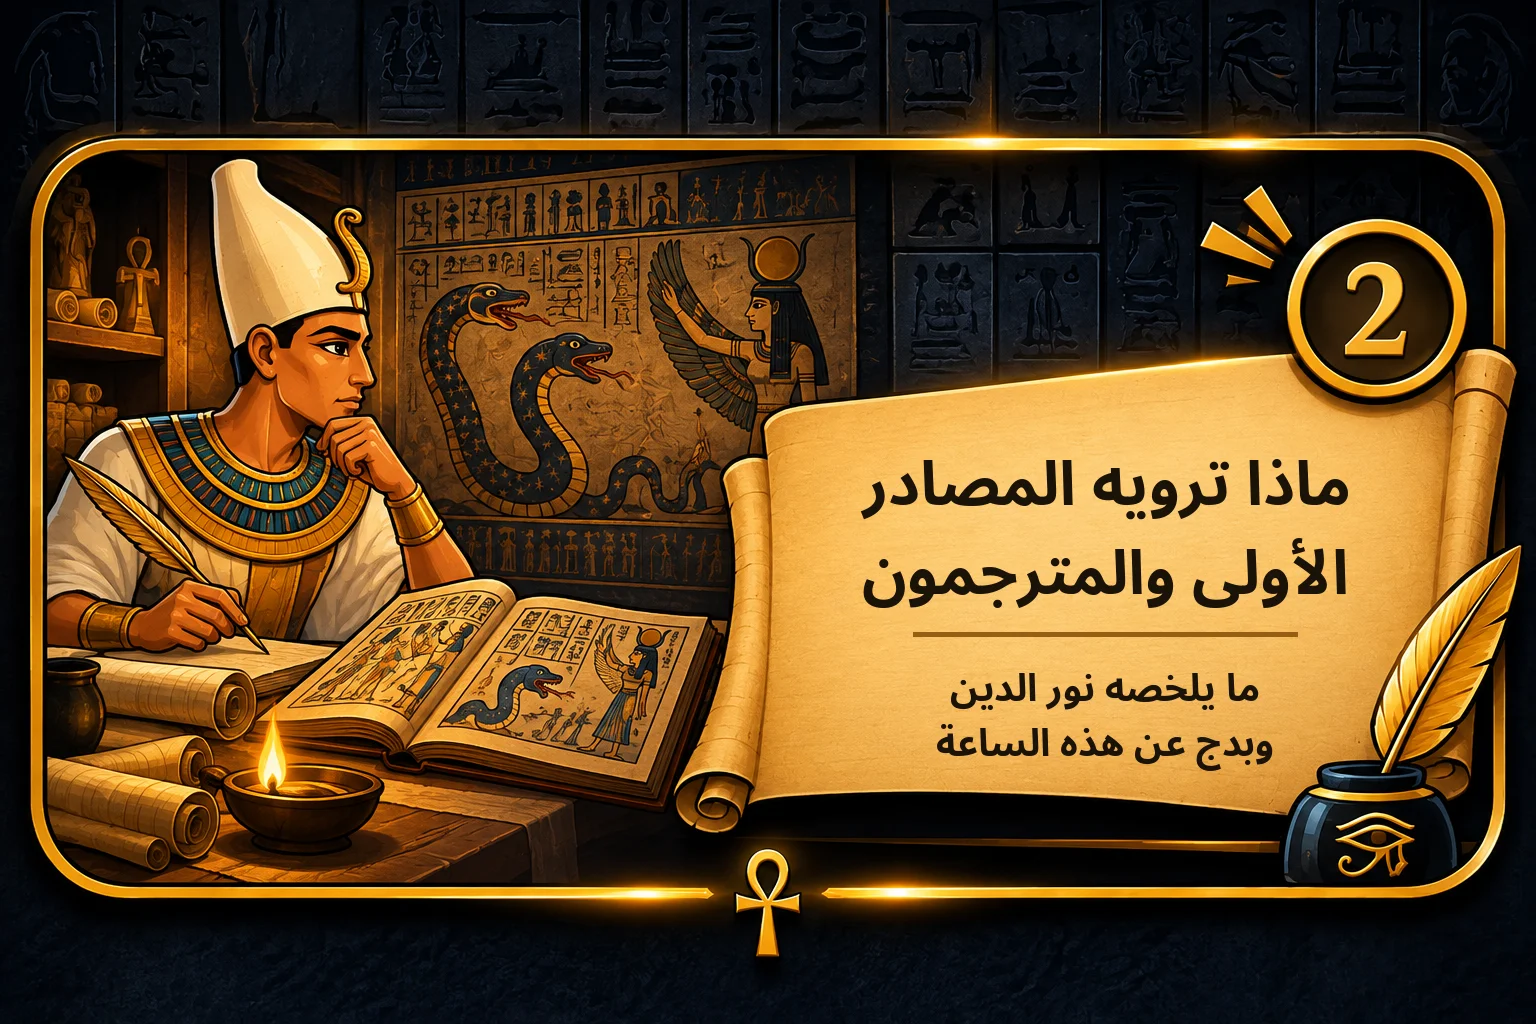 2
ماذا ترويه المصادر
الأولى والمترجمون
ما يلخصه نور الدين
وبدج عن هذه الساعة